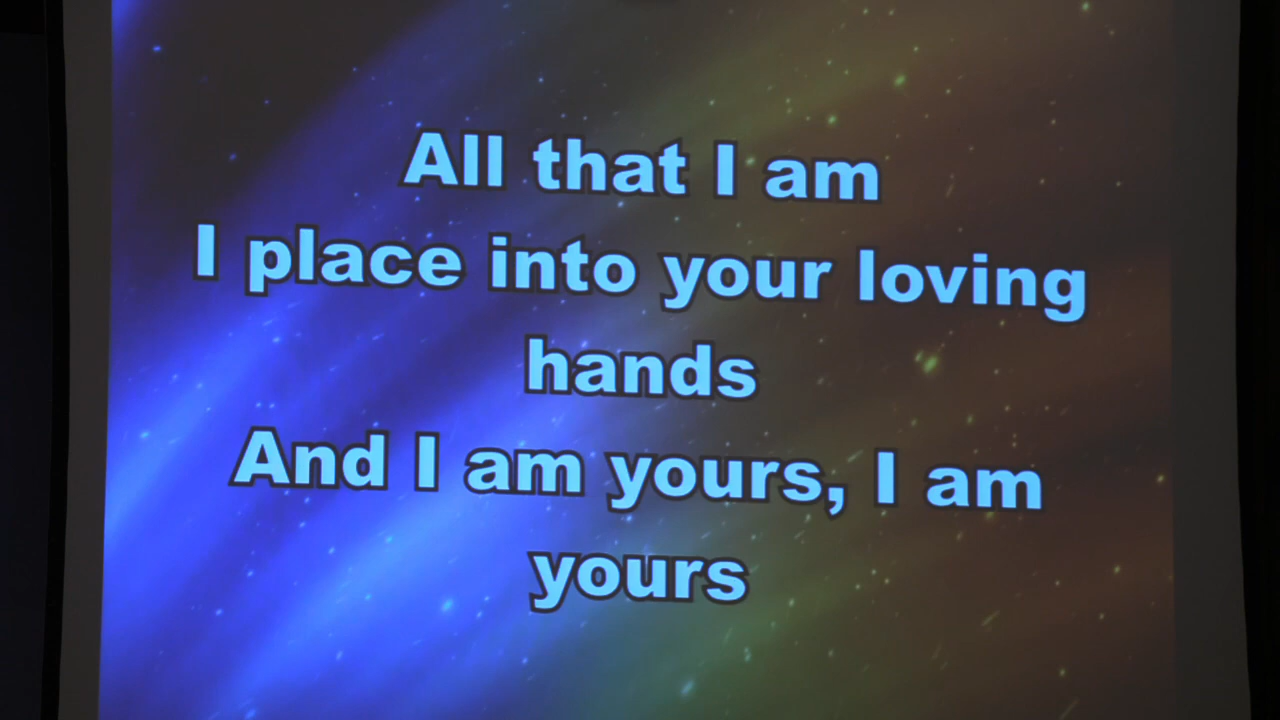 All that I am
I place into your loving
hands
And I am yours, I am
yours